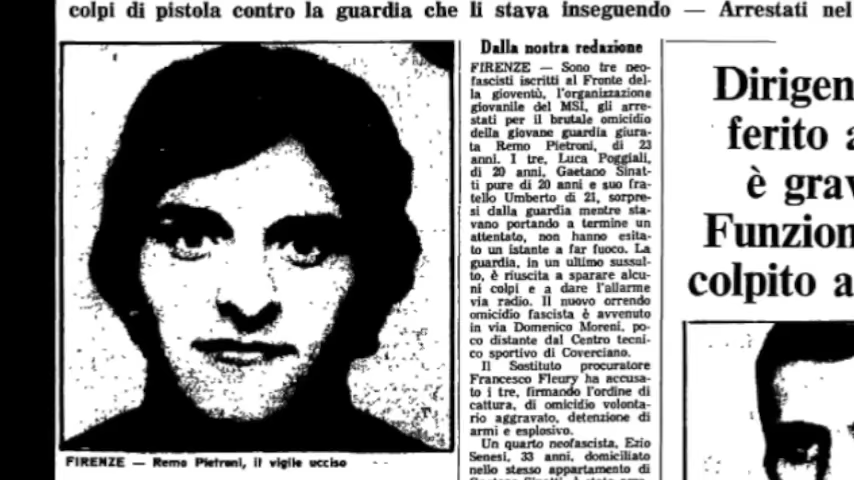 colpi di pistola contro la guardia che li stava inseguendo — Arrestati nel
Dalla nostra redazione
FIRENZE — Sono tre neo-
fascisti iscritti al Fronte del-
la gioventù, l'organizzazione
giovanile del MSI, gli arre-
stati per il brutale omicidio
della giovane guardia giura-
ta Remo Pietroni, di 23
anni. I tre, Luca Poggiali,
di 20 anni, Gaetano Sinat-
ti pure di 20 anni e suo fra-
tello Umberto di 21, sorpre-
si dalla guardia mentre sta-
vano portando a termine un
attentato, non hanno esita-
to un istante a far fuoco. La
guardia, in un ultimo sussul-
to, è riuscita a sparare alcu-
ni colpi e a dare l'allarme
via radio. Il nuovo orrendo
omicidio fascista è avvenuto
in via Domenico Moreni, po-
co distante dal Centro tecni-
co sportivo di Coverciano.
Il Sostituto procuratore
Francesco Fleury ha accusa-
to i tre, firmando l'ordine di
cattura, di omicidio volonta-
rio aggravato, detenzione di
armi e esplosivo.
Un quarto neofascista, Ezio
Senesi, 33 anni, domiciliato
nello stesso appartamento di
FIRENZE — Remo Pietroni, il vigile ucciso
Dirigen
ferito a
è grav
Funzion
colpito a